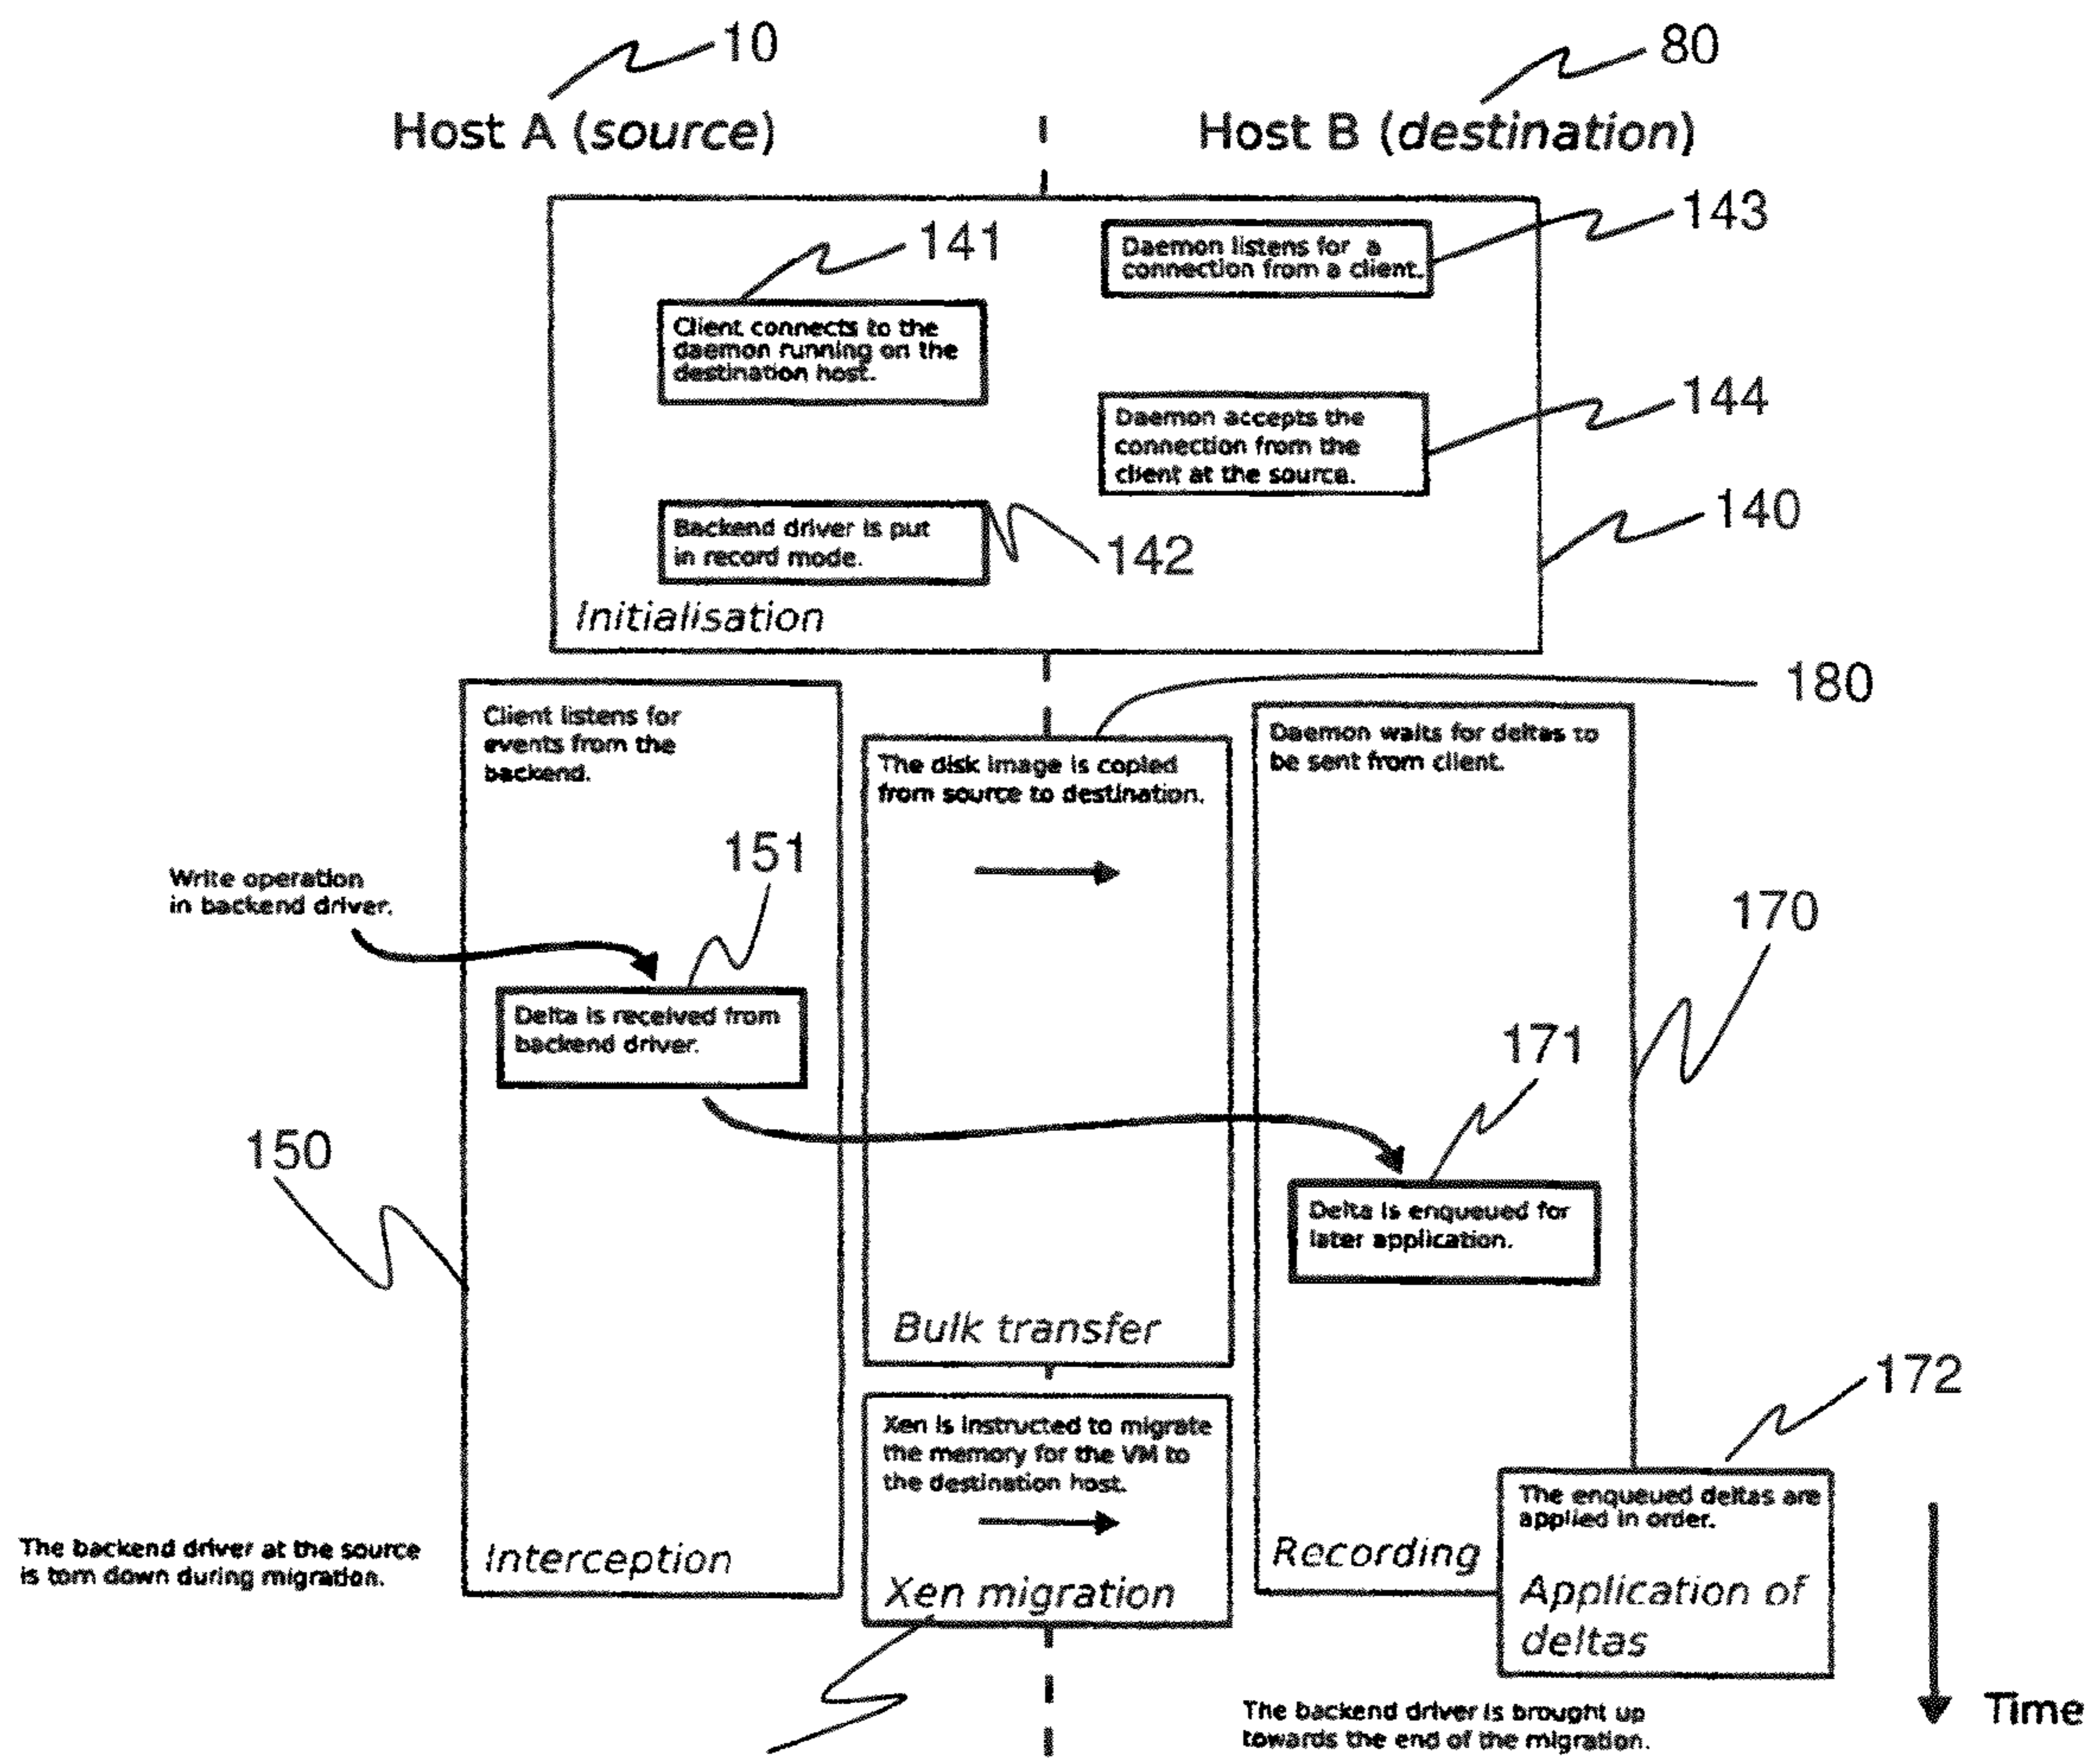 10
80
Host A (source)
Host B (destination)
143
Daemon listens for a
connection from a client.
141
Client connects to the
daemon running on the
destination host.
144
Daemon accepts the
connection from the
client at the source.
140
Backend driver is put
in record mode.
142
Initialisation
180
Client listens for
events from the
backend.
The disk image is copied
from source to destination.
Daemon waits for deltas to
be sent from client.
Write operation
in backend driver.
151
170
Delta is received from
backend driver.
171
150
Delta is enqueued for
later application.
Bulk transfer
172
Xen is instructed to migrate
the memory for the VM to
the destination host.
The enqueued deltas are
applied in order.
The backend driver at the source
is torn down during migration.
Interception
Xen migration
Recording
Application of
deltas
The backend driver is brought up
towards the end of the migration.
Time